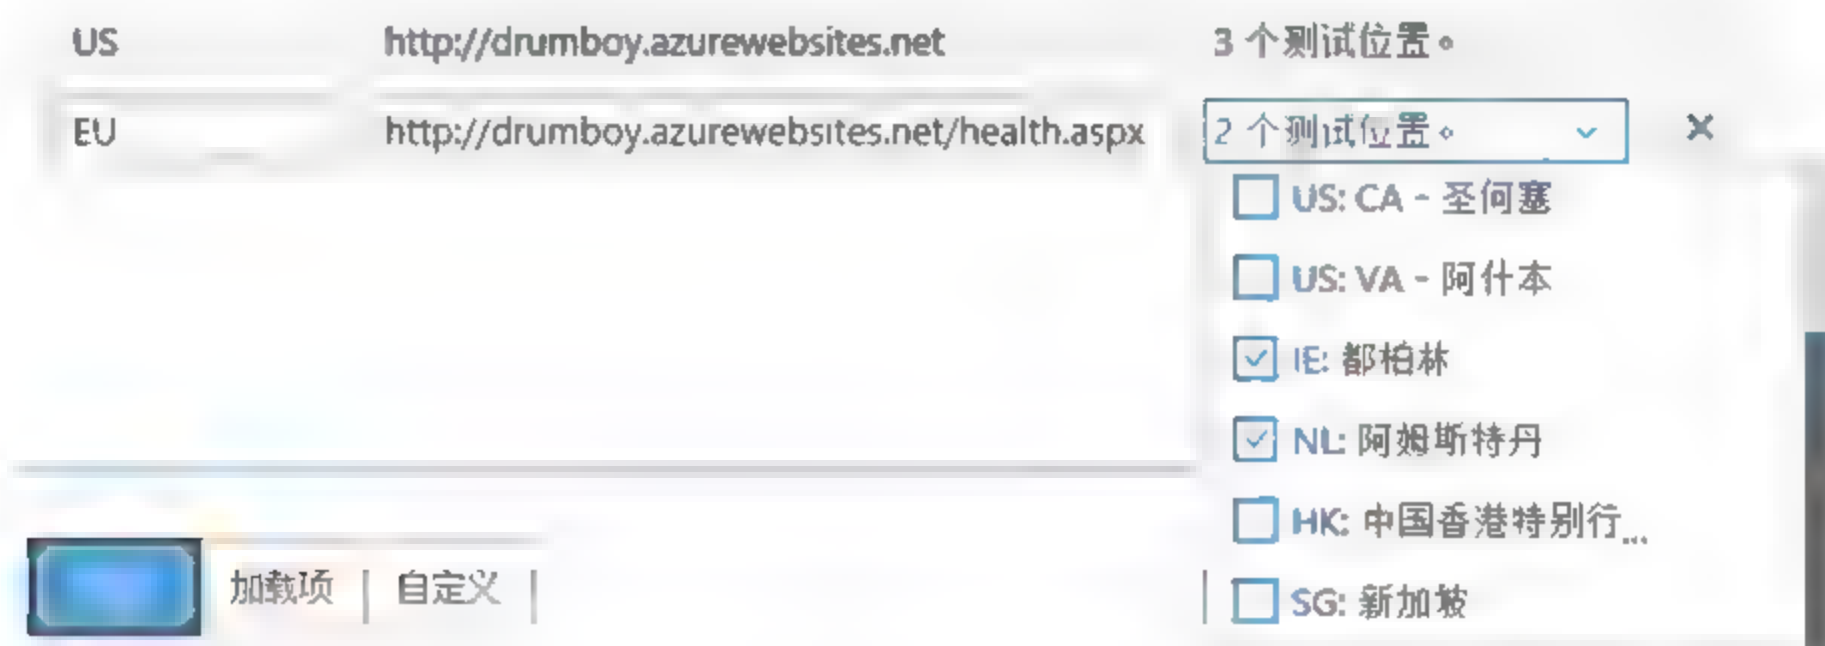 US http://drumboy.azurewebsites.net 3 个测试位置。
EU http://drumboy.azurewebsites.net/health.aspx 2 个测试位置。
US: CA - 圣何塞
US: VA - 阿什本
IE: 都柏林
NL: 阿姆斯特丹
HK: 中国香港特别行...
加载项 | 自定义 |
SG: 新加坡